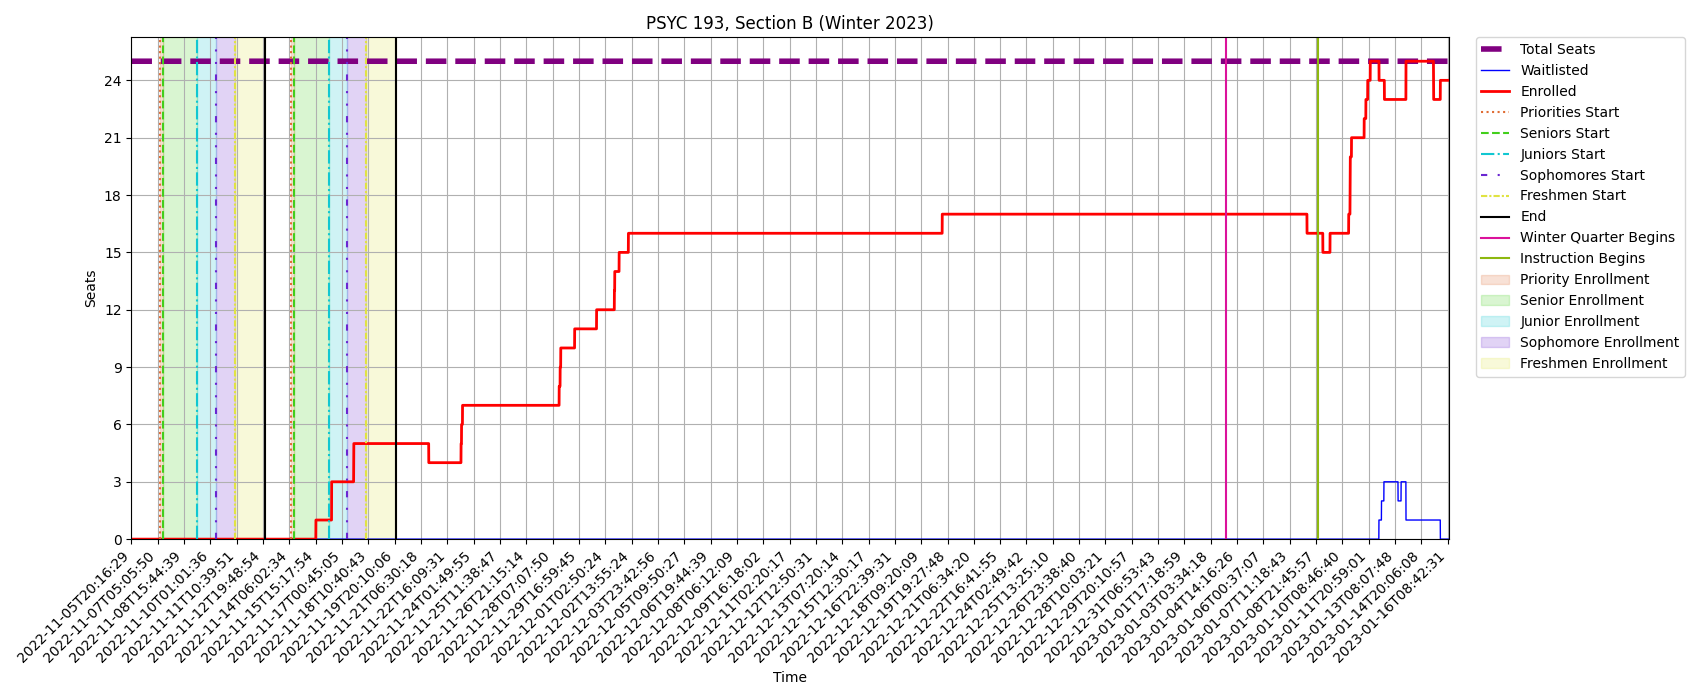 PSYC 193, Section B (Winter 2023)
Seats
24
21
18
15
12
9
6
3
0
2022-11-05T20:16:29
2022-11-07T05:05:50
2022-11-08T15:44:39
2022-11-10T01:01:36
2022-11-11T10:39:51
2022-11-12T19:48:54
2022-11-14T06:02:34
2022-11-15T15:17:54
2022-11-17T00:45:05
2022-11-18T10:40:43
2022-11-19T20:10:06
2022-11-21T06:30:18
2022-11-22T16:09:31
2022-11-24T01:49:55
2022-11-25T11:38:47
2022-11-26T21:15:14
2022-11-28T07:07:50
2022-11-29T16:59:45
2022-12-01T02:50:24
2022-12-02T13:55:24
2022-12-03T23:42:56
2022-12-05T09:50:27
2022-12-06T19:44:39
2022-12-08T06:12:09
2022-12-09T16:18:02
2022-12-11T02:20:17
2022-12-12T12:50:31
2022-12-13T07:20:14
2022-12-15T12:30:17
2022-12-16T22:39:31
2022-12-18T09:20:09
2022-12-19T19:27:48
2022-12-21T06:34:20
2022-12-22T16:41:55
2022-12-24T02:49:42
2022-12-25T13:25:10
2022-12-26T23:38:40
2022-12-28T10:03:21
2022-12-29T20:10:57
2022-12-31T06:53:43
2023-01-01T17:18:59
2023-01-03T03:34:18
2023-01-04T14:16:26
2023-01-06T00:37:07
2023-01-07T11:18:43
2023-01-08T21:45:57
2023-01-10T08:46:40
2023-01-11T20:59:01
2023-01-13T08:07:48
2023-01-14T20:06:08
2023-01-16T08:42:31
Time
Total Seats
Waitlisted
Enrolled
Priorities Start
Seniors Start
Juniors Start
Sophomores Start
Freshmen Start
End
Winter Quarter Begins
Instruction Begins
Priority Enrollment
Senior Enrollment
Junior Enrollment
Sophomore Enrollment
Freshmen Enrollment